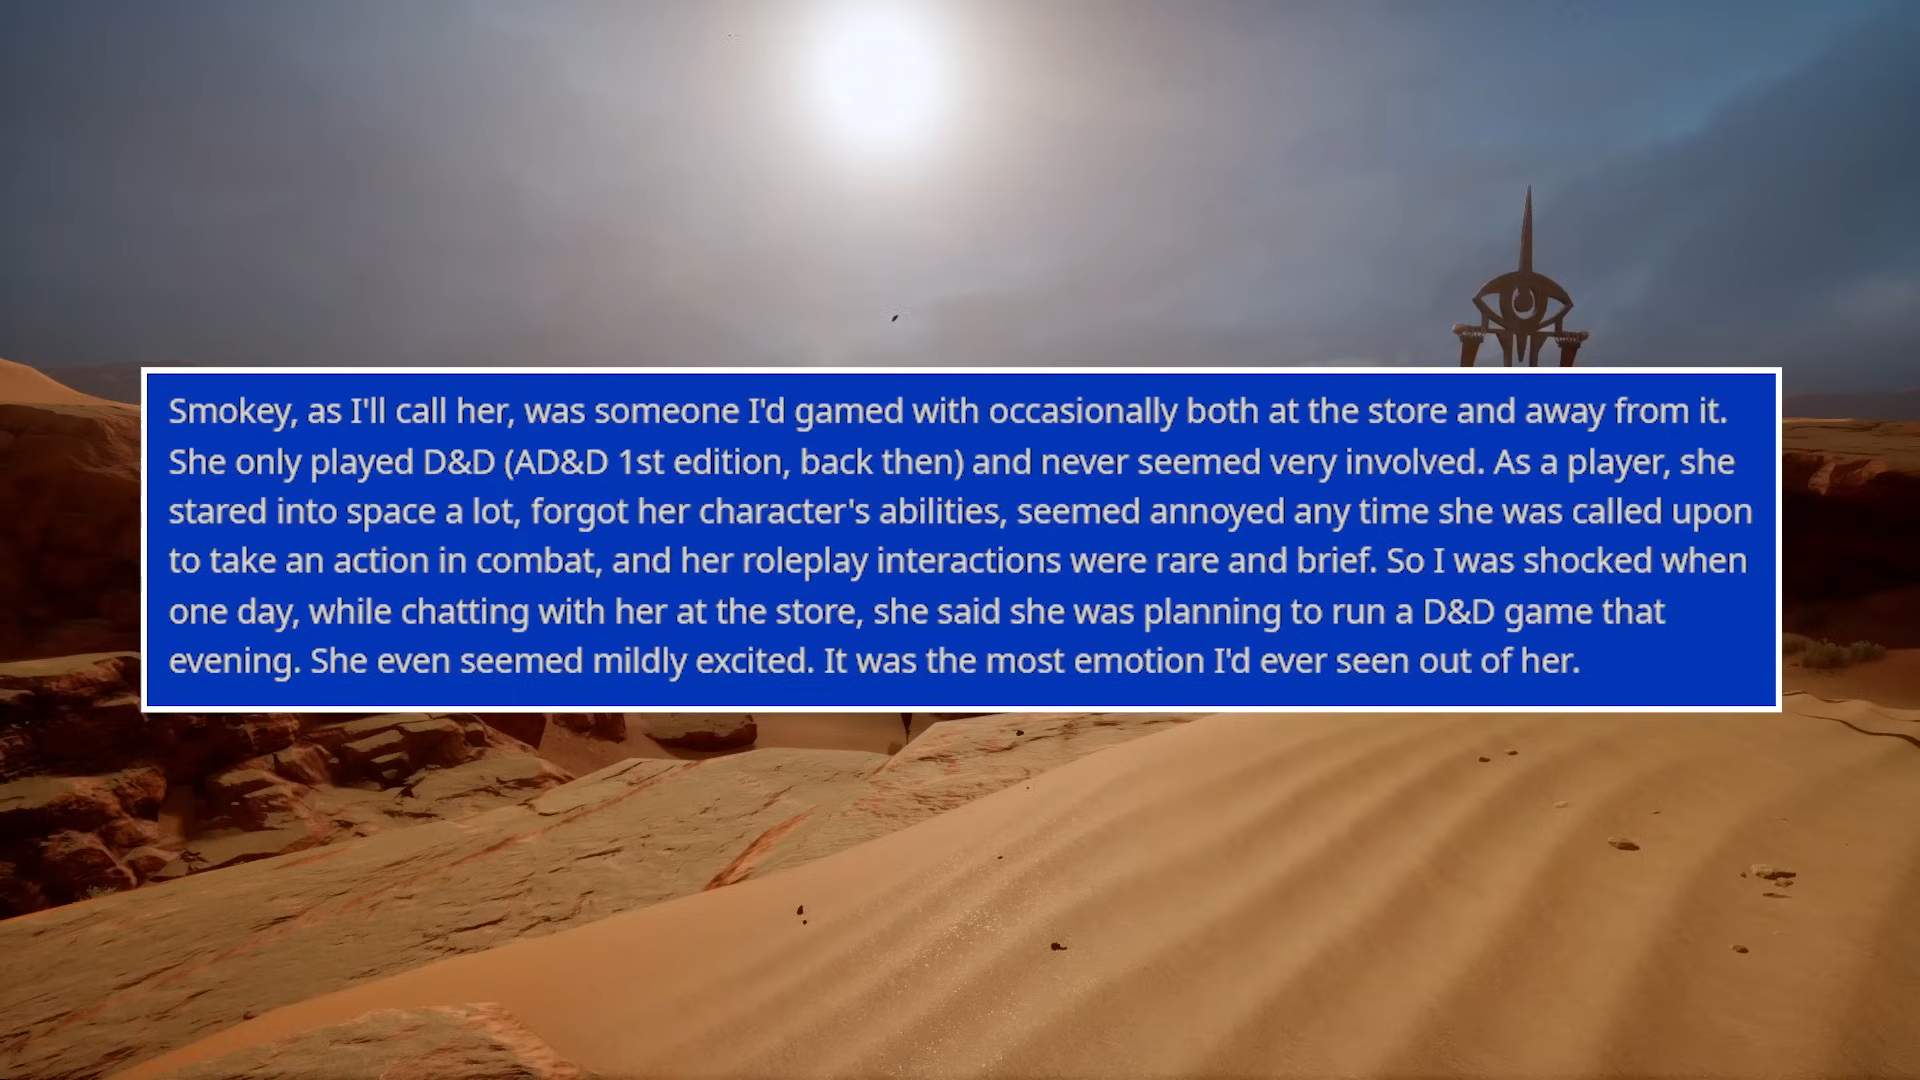 Smokey, as I'll call her, was someone I'd gamed with occasionally both at the store and away from it.
She only played D&D (AD&D 1st edition, back then) and never seemed very involved. As a player, she
stared into space a lot, forgot her character's abilities, seemed annoyed any time she was called upon
to take an action in combat, and her roleplay interactions were rare and brief. So I was shocked when
one day, while chatting with her at the store, she said she was planning to run a D&D game that
evening. She even seemed mildly excited. It was the most emotion I'd ever seen out of her.